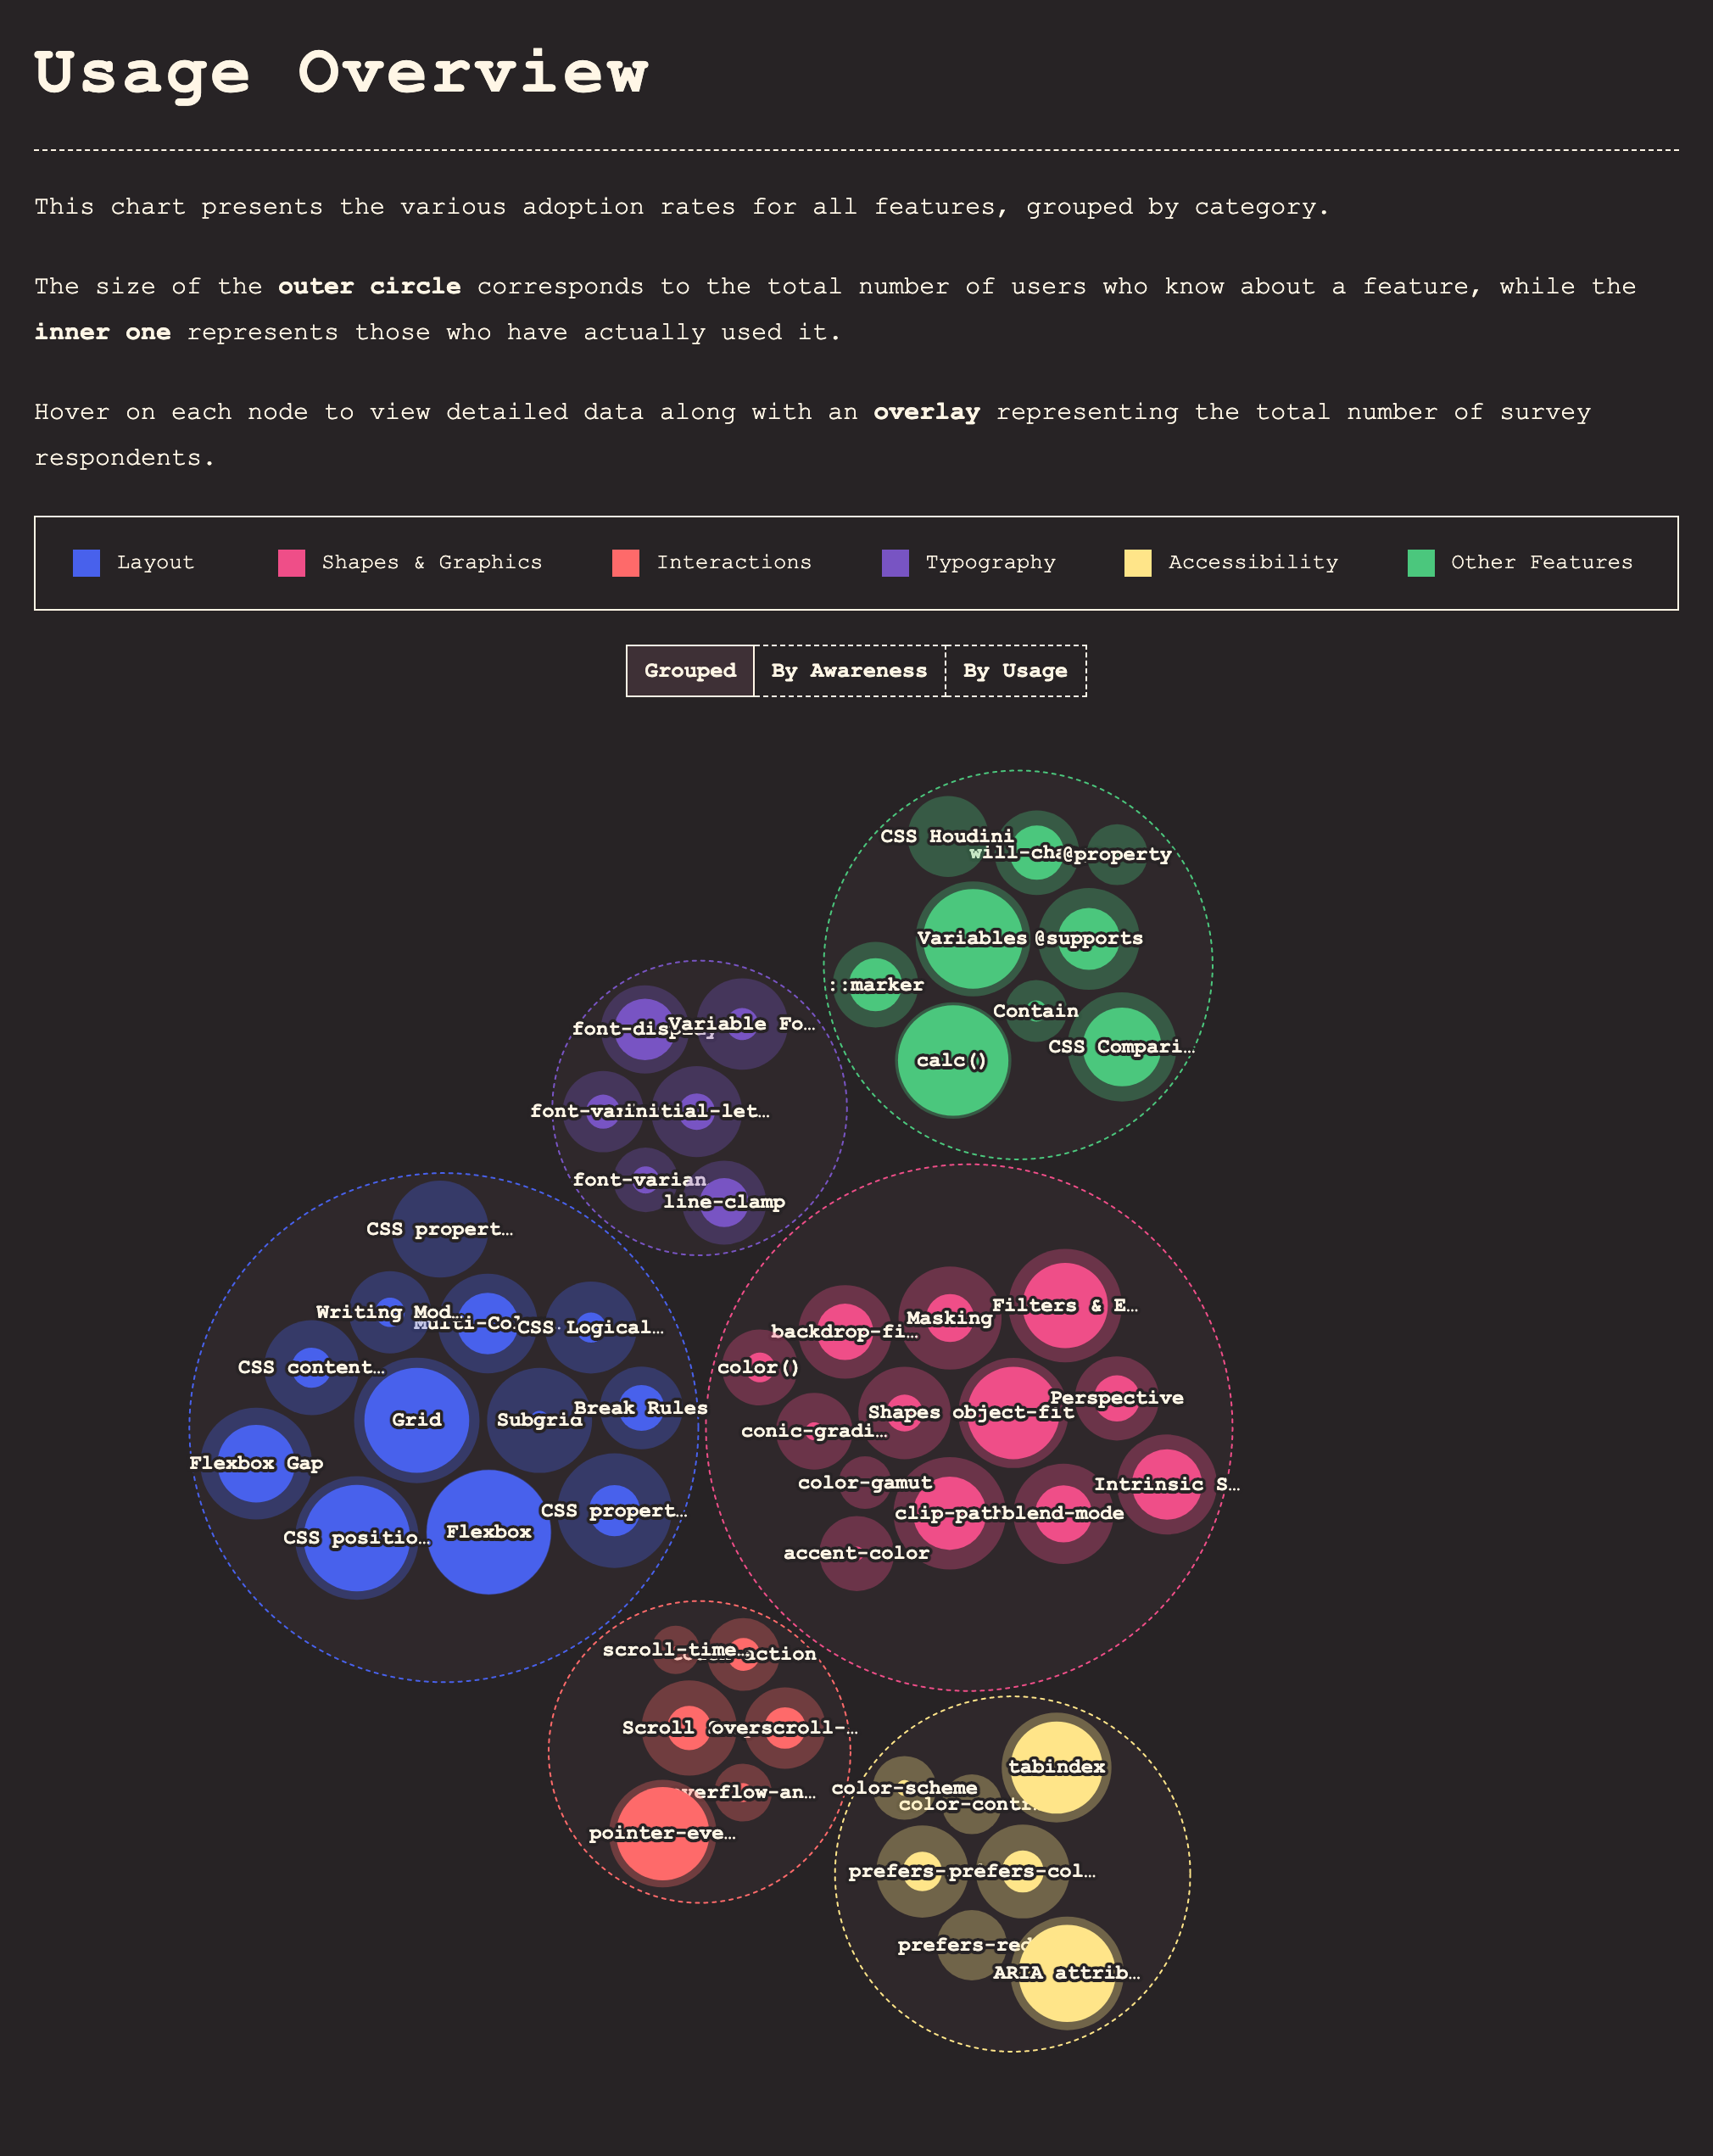 Usage Overview
This chart presents the various adoption rates for all features, grouped by category.
The size of the outer circle corresponds to the total number of users who know about a feature, while the
inner one represents those who have actually used it.
Hover on each node to view detailed data along with an overlay representing the total number of survey
respondents.
Layout Shapes & Graphics Interactions Typography Accessibility Other Features
Grouped By Awareness By Usage
CSS Houdini
will-cha
@property
Variables @supports
::marker
Contain
CSS Compari…
calc()
font-disp
Variable Fo…
font-va
initial-let…
font-varian
line-clamp
CSS propert…
Writing Mod…
Multi-Col
CSS Logical…
CSS content…
Grid
Subgrid
Break Rules
Flexbox Gap
CSS propert…
CSS positio…
Flexbox
Filters & E…
Masking
backdrop-fi…
color()
Perspective
Shapes object-fit
conic-gradi…
color-gamut
Intrinsic S…
clip-path
blend-mode
accent-color
scroll-time…
action
Scroll
overscroll-…
verflow-an…
pointer-eve…
tabindex
color-scheme
color-contr
prefers-
prefers-col…
prefers-red
ARIA attrib…